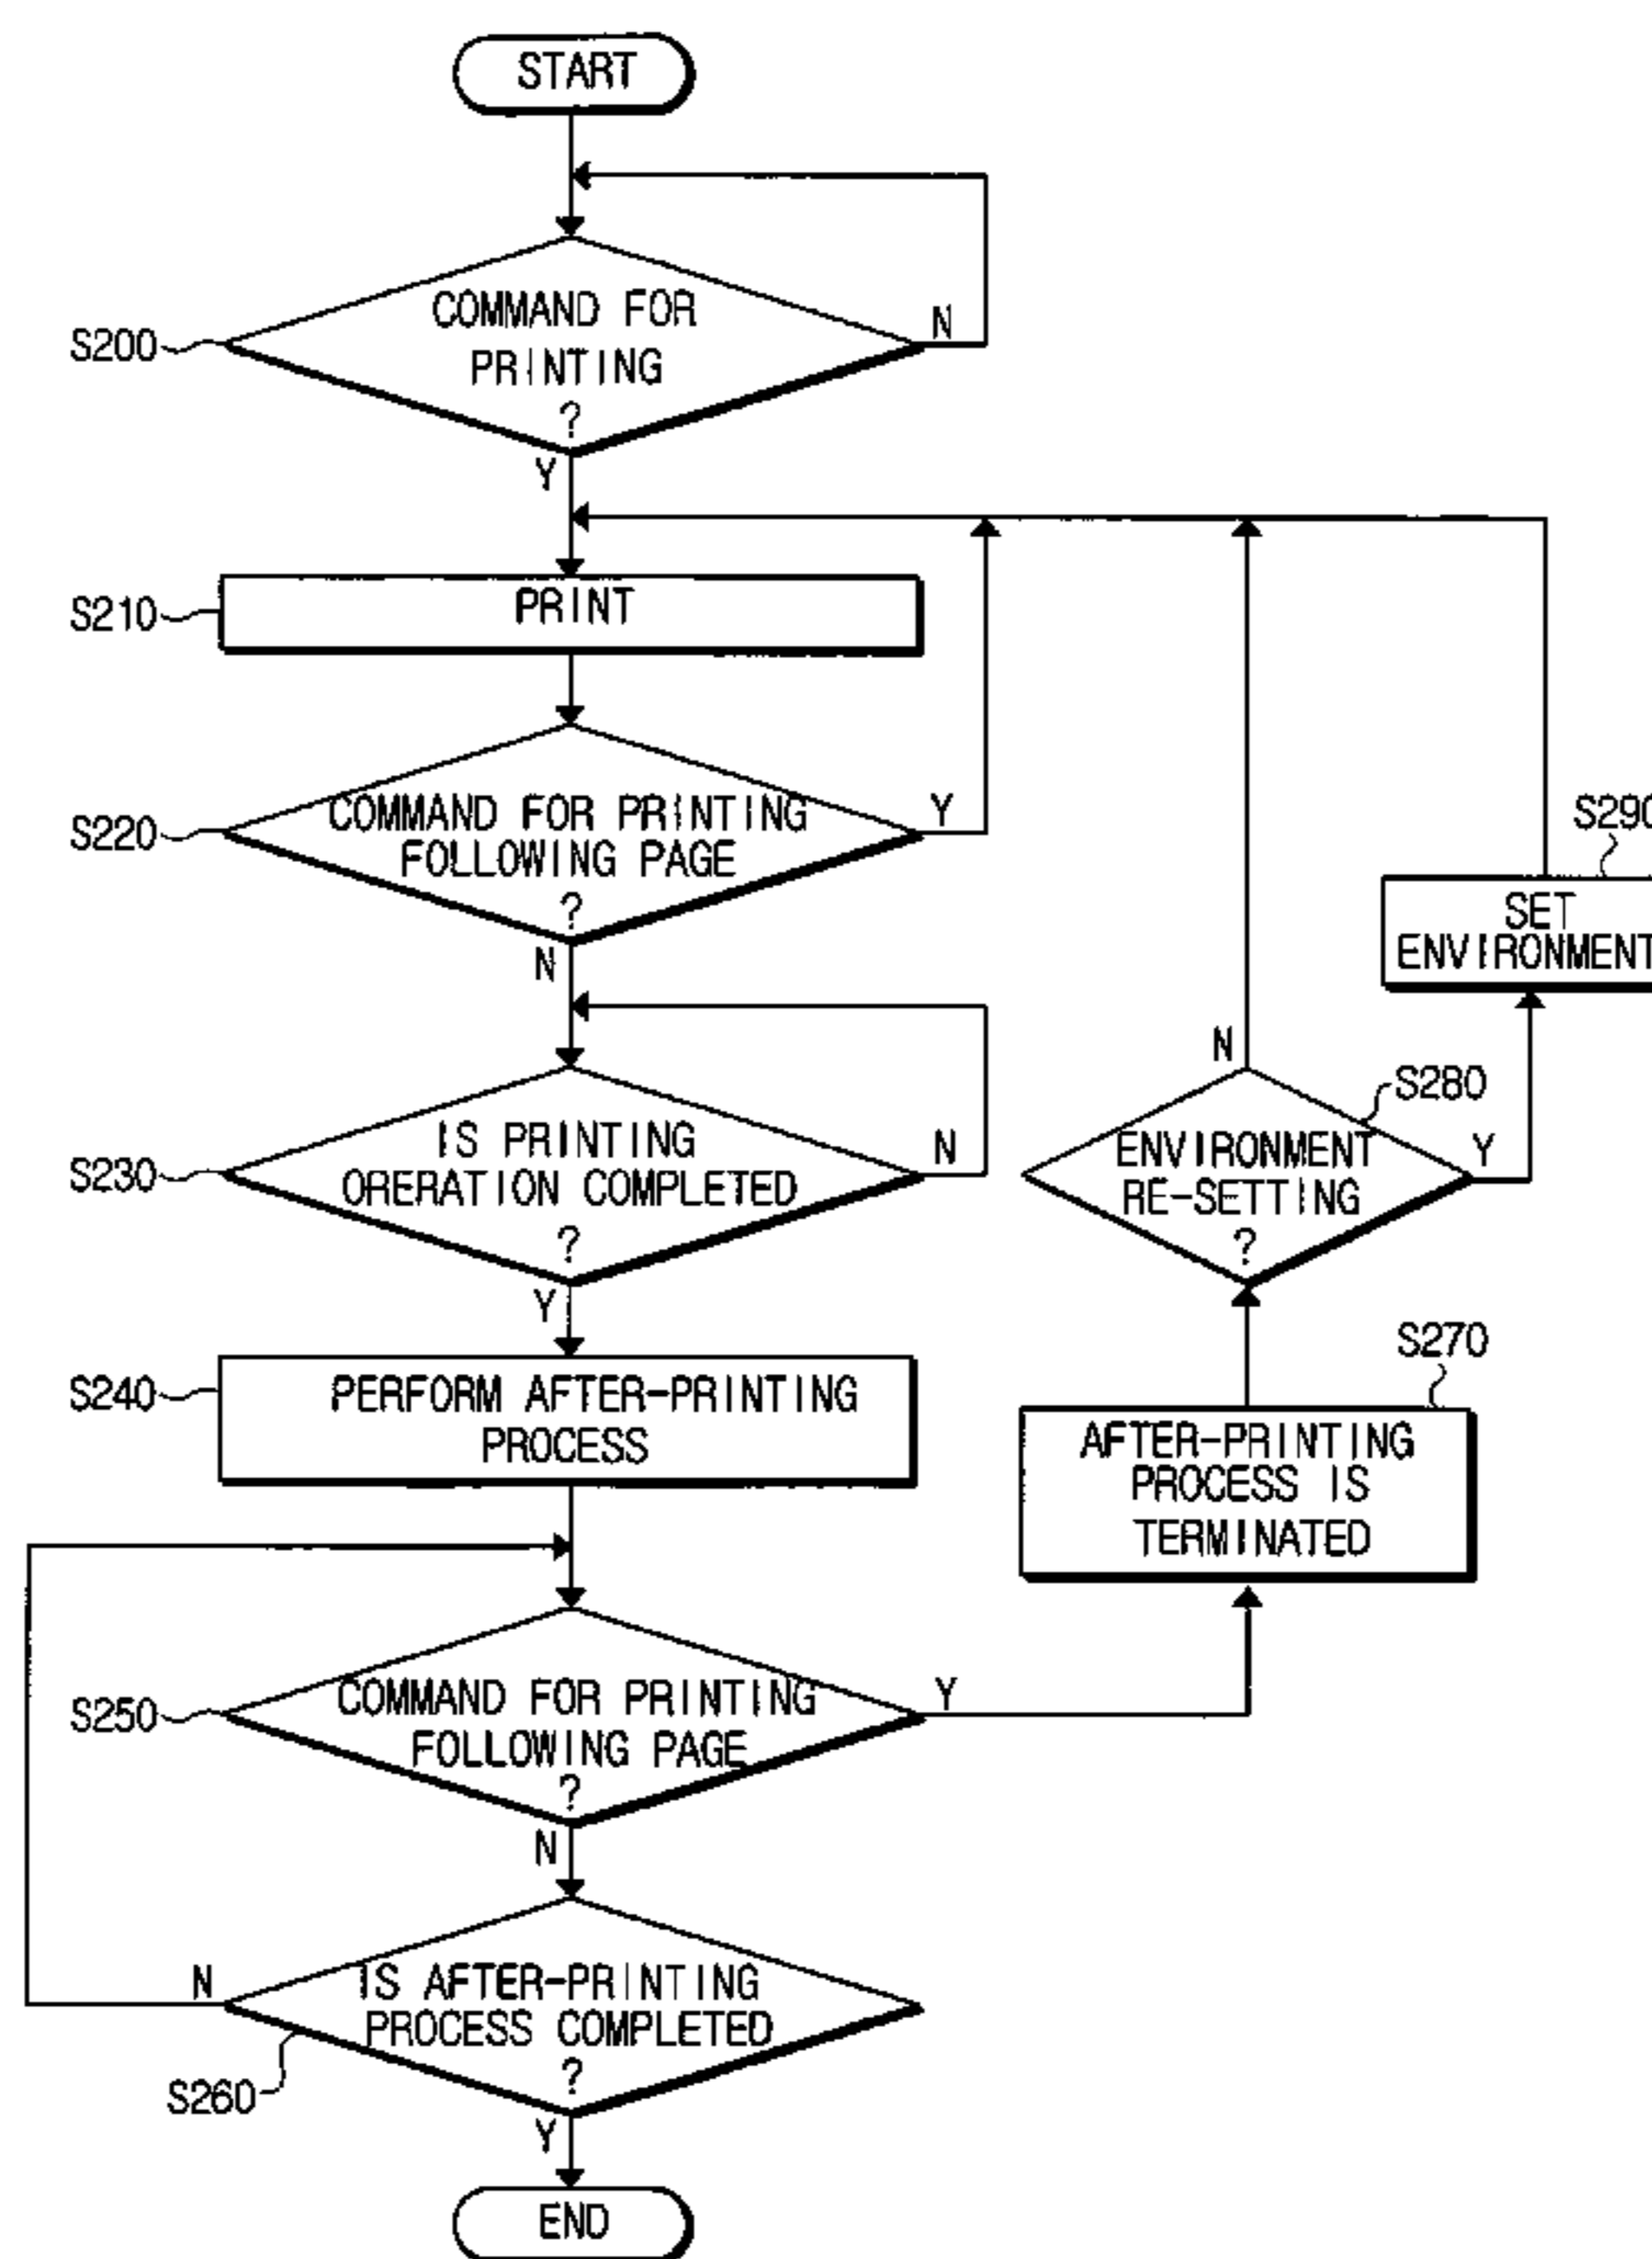 START
COMMAND FOR
PRINTING
?
S200
N
Y
PRINT
S210
COMMAND FOR PRINTING
FOLLOWING PAGE
?
S220
Y
N
IS PRINTING
ORERATION COMPLETED
?
S230
N
Y
PERFORM AFTER-PRINTING
PROCESS
S240
COMMAND FOR PRINTING
FOLLOWING PAGE
?
S250
Y
N
IS AFTER-PRINTING
PROCESS COMPLETED
?
S260
N
Y
END
S270
AFTER-PRINTING
PROCESS IS
TERMINATED
S280
ENVIRONMENT
RE-SETTING
?
N
Y
S290
SET
ENVIRONMENT